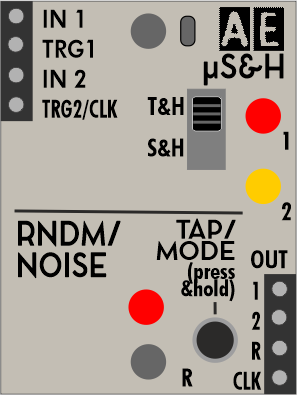 IN 1
TRG1
IN 2
TRG2/CLK
AE
µS&H
T&H
S&H
1
2
RNDM/
NOISE
TAP/
MODE
(press
&hold)
R
OUT
1
2
R
CLK